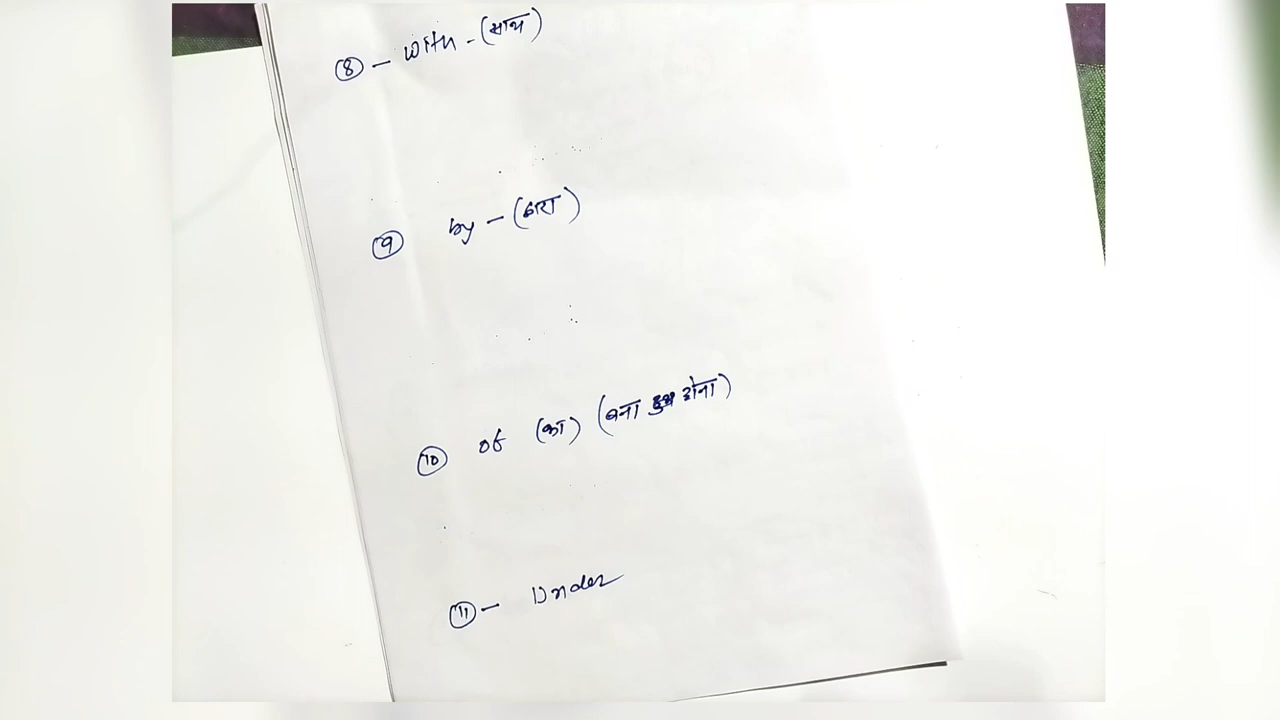 ⑧ - With - (साथ)
⑨ by - (द्वारा)
⑩ of (का) (बना हुआ होना)
⑪ - Under